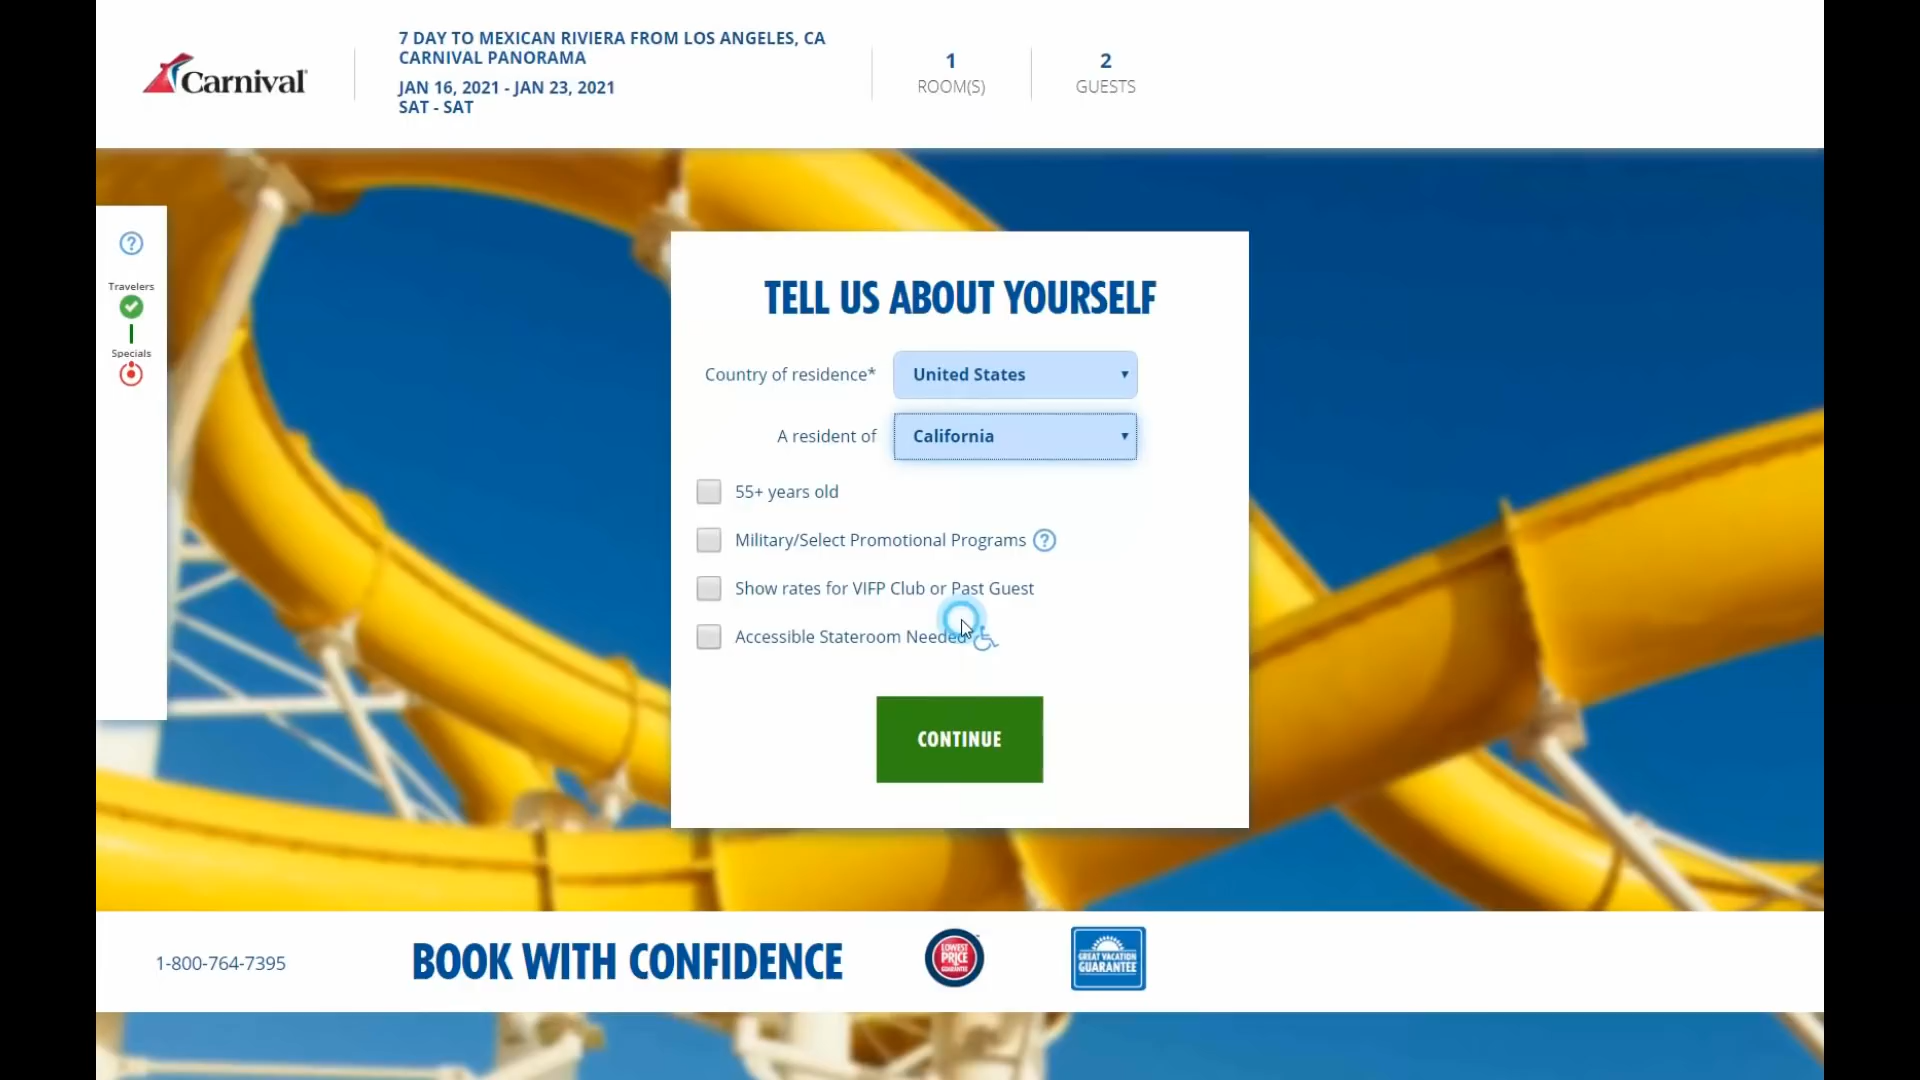 Carnival
7 DAY TO MEXICAN RIVIERA FROM LOS ANGELES, CA
CARNIVAL PANORAMA
JAN 16, 2021 - JAN 23, 2021
SAT - SAT
1
ROOM(S)
2
GUESTS
?
Travelers
Specials
TELL US ABOUT YOURSELF
Country of residence*
United States
A resident of
California
55+ years old
Military/Select Promotional Programs ?
Show rates for VIFP Club or Past Guest
Accessible Stateroom Needed
CONTINUE
1-800-764-7395
BOOK WITH CONFIDENCE
LOWEST
PRICE
GUARANTEE
GREAT VACATION
GUARANTEE